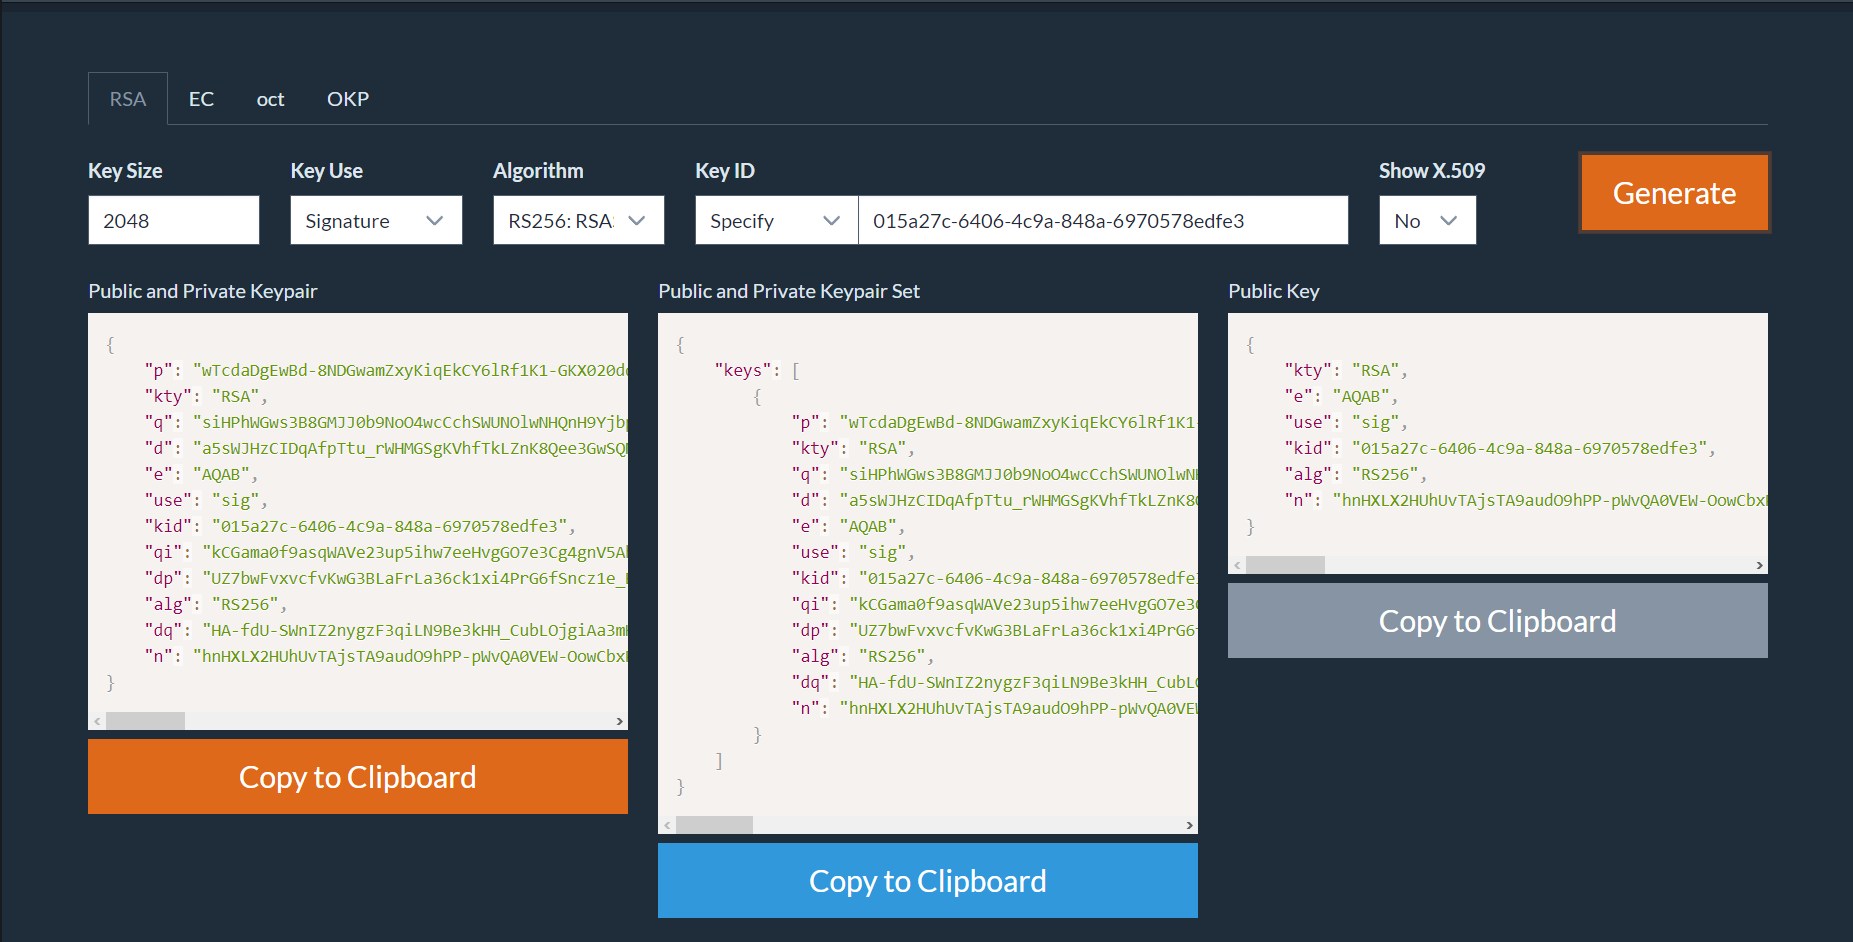 RSA EC oct OKP
Key Size Key Use Algorithm Key ID Show X.509
2048 Signature RS256: RSA Specify 015a27c-6406-4c9a-848a-6970578edfe3 No Generate
Public and Private Keypair
{
"p": "wTcdaDgEwBd-8NDGwamZxyKiqEkCY6lRf1K1-GKX020d
"kty": "RSA",
"q": "siHPhWGws3B8GMJJ0b9NoO4wcCchSWUNOlwNHQnH9Yjb
"d": "a5sWJHzCIDqAfpTtu_rWHMGSgKVhfTkLZnK8Qee3GwSQ
"e": "AQAB",
"use": "sig",
"kid": "015a27c-6406-4c9a-848a-6970578edfe3",
"qi": "kCGama0f9asqWAVe23up5ihw7eeHvgGO7e3Cg4gnV5A
"dp": "UZ7bwFvxvcfvKwG3BLaFrLa36ck1xi4PrG6fSncz1e_
"alg": "RS256",
"dq": "HA-fdU-SWnIZ2nygzF3qiLN9Be3kHH_CubLOjgiAa3m
"n": "hnHXLX2HUhUvTAjsTA9audO9hPP-pWvQA0VEW-OowCbx
}
Copy to Clipboard
Public and Private Keypair Set
{
"keys": [
{
"p": "wTcdaDgEwBd-8NDGwamZxyKiqEkCY6lRf1K1-
"kty": "RSA",
"q": "siHPhWGws3B8GMJJ0b9NoO4wcCchSWUNOlwN
"d": "a5sWJHzCIDqAfpTtu_rWHMGSgKVhfTkLZnK8
"e": "AQAB",
"use": "sig",
"kid": "015a27c-6406-4c9a-848a-6970578edfe
"qi": "kCGama0f9asqWAVe23up5ihw7eeHvgGO7e3
"dp": "UZ7bwFvxvcfvKwG3BLaFrLa36ck1xi4PrG6
"alg": "RS256",
"dq": "HA-fdU-SWnIZ2nygzF3qiLN9Be3kHH_CubL
"n": "hnHXLX2HUhUvTAjsTA9audO9hPP-pWvQA0VE
}
]
}
Copy to Clipboard
Public Key
{
"kty": "RSA",
"e": "AQAB",
"use": "sig",
"kid": "015a27c-6406-4c9a-848a-6970578edfe3",
"alg": "RS256",
"n": "hnHXLX2HUhUvTAjsTA9audO9hPP-pWvQA0VEW-OowCbx
}
Copy to Clipboard